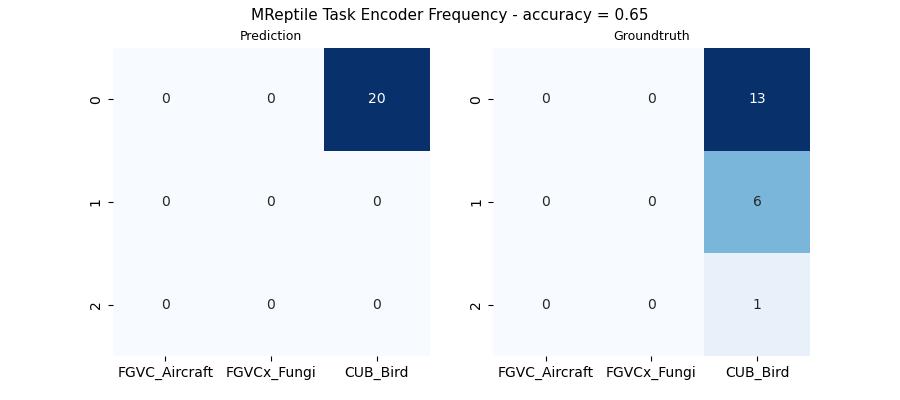 MReptile Task Encoder Frequency - accuracy = 0.65
Prediction
0 0 0 20
1 0 0 0
2 0 0 0
FGVC_Aircraft FGVCx_Fungi CUB_Bird
Groundtruth
0 0 0 13
1 0 0 6
2 0 0 1
FGVC_Aircraft FGVCx_Fungi CUB_Bird